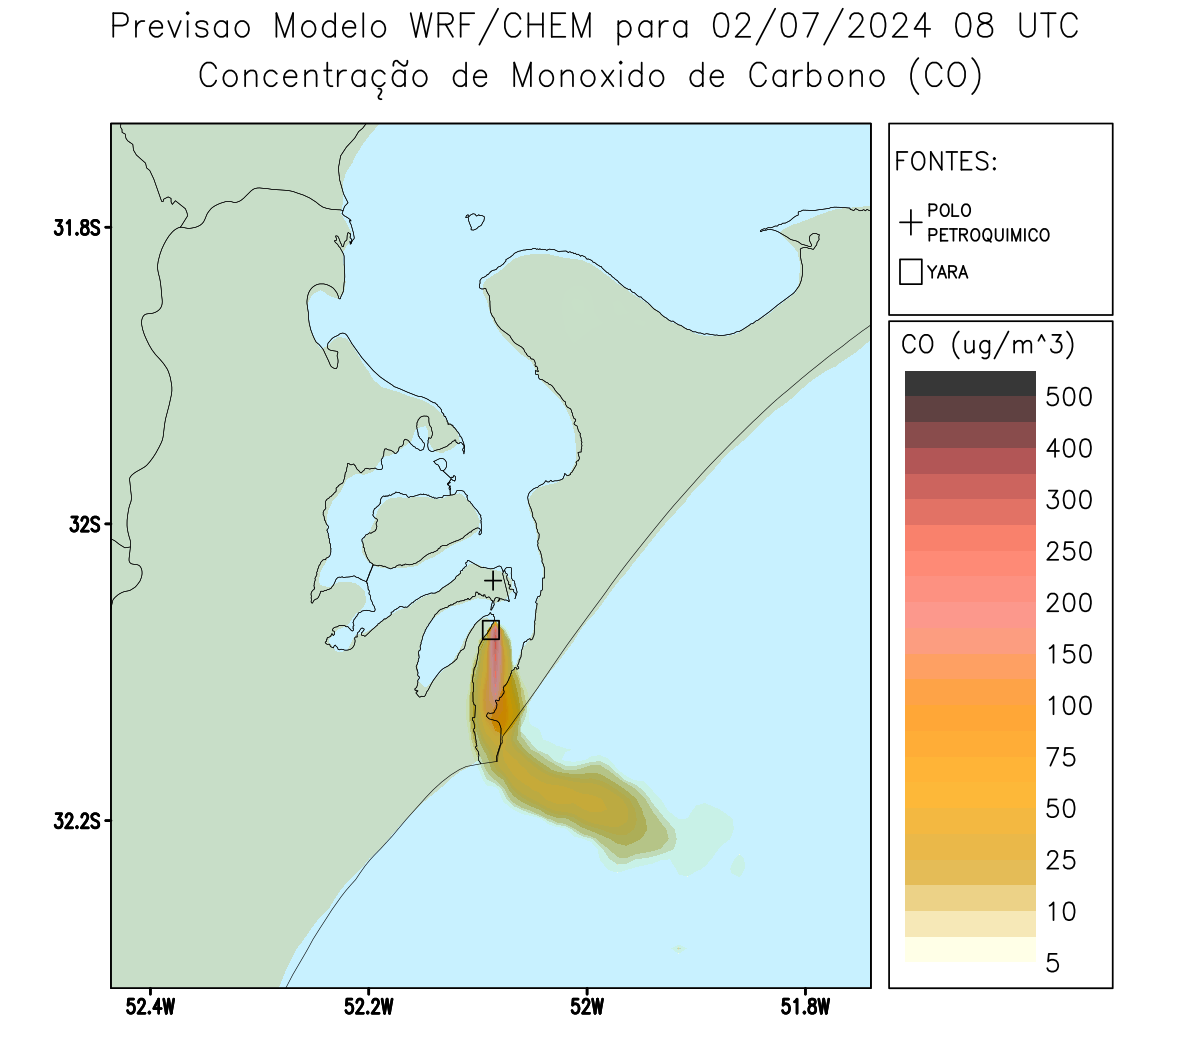 Previsao Modelo WRF/CHEM para 02/07/2024 08 UTC
Concentração de Monoxido de Carbono (CO)
FONTES:
POLO
PETROQUIMICO
YARA
CO (ug/m^3)
500
400
300
250
200
150
100
75
50
25
10
5
31.8S
32S
32.2S
52.4W
52.2W
52W
51.8W